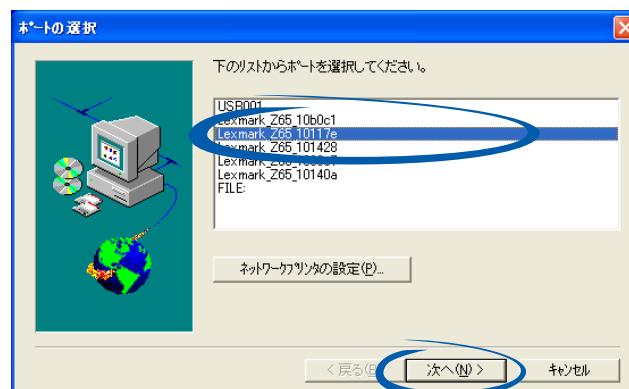 ポートの選択
下のリストからポートを選択してください。
USB001
Lexmark_Z65_10b0c1
Lexmark_Z65_10117e
Lexmark_Z65_101428
Lexmark_Z65
Lexmark_Z65_10140a
FILE:
ネットワークプリンタの設定(P)...
< 戻る(B)
次へ(N) >
キャンセル